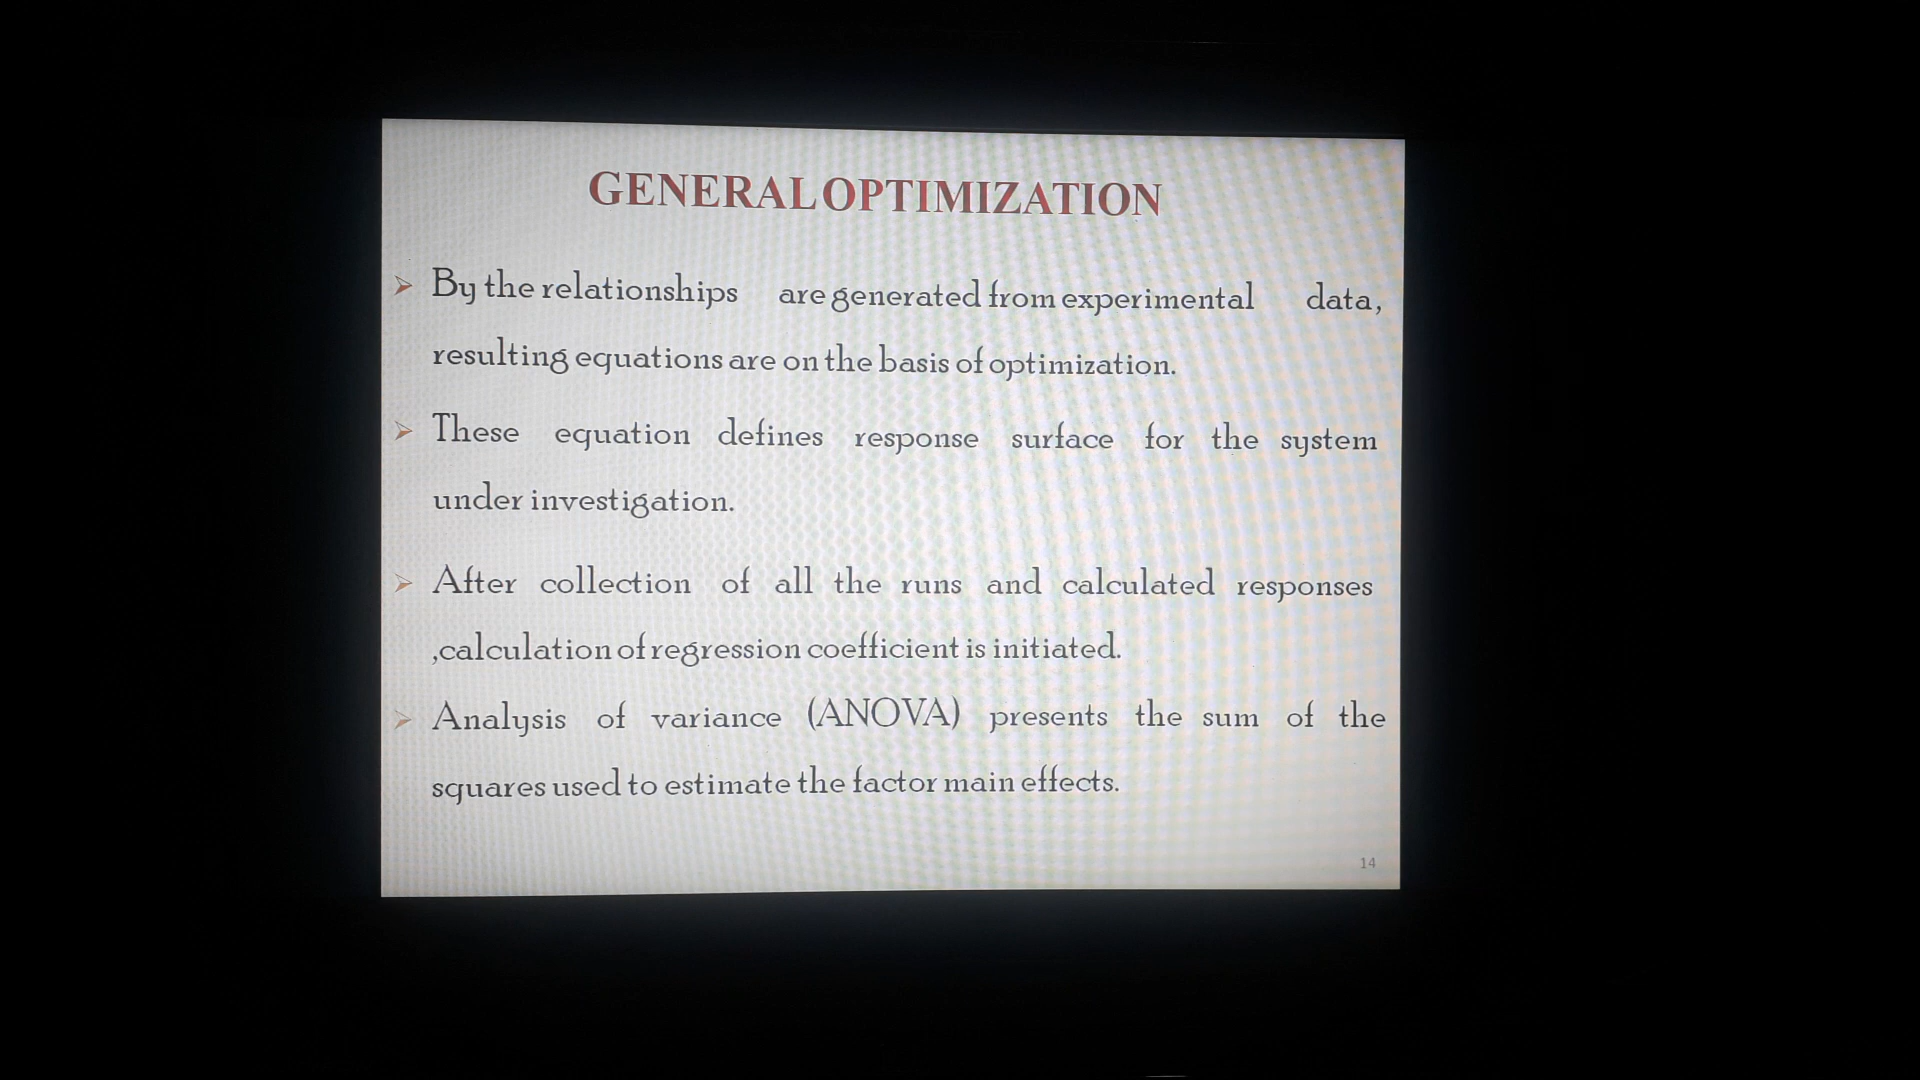 GENERAL OPTIMIZATION
➢ By the relationships are generated from experimental data,
resulting equations are on the basis of optimization.
➢ These equation defines response surface for the system
under investigation.
➢ After collection of all the runs and calculated responses
,calculation of regression coefficient is initiated.
➢ Analysis of variance (ANOVA) presents the sum of the
squares used to estimate the factor main effects.
14